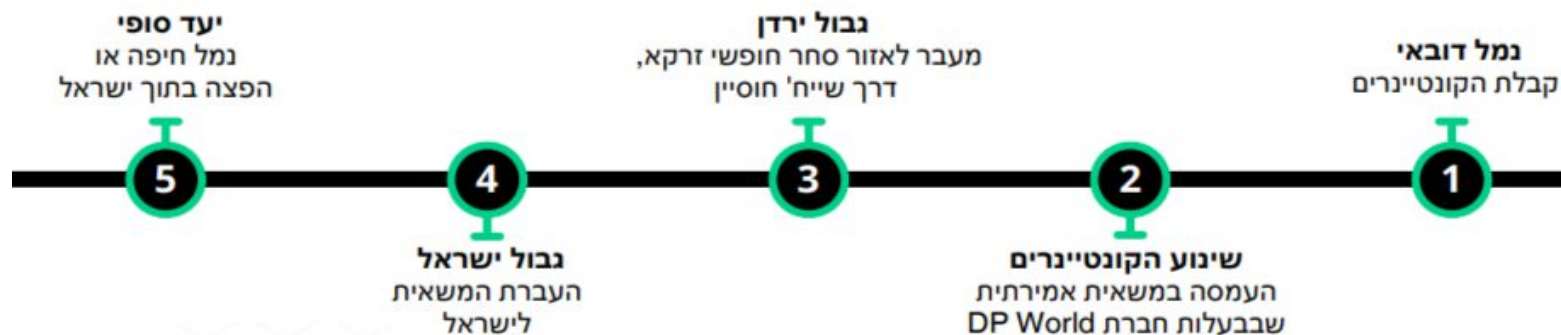 נמל דובאי
קבלת הקונטיינרים
1
שינוע הקונטיינרים
העמסה במשאית אמירתית
שבבעלות חברת DP World
2
גבול ירדן
מעבר לאזור סחר חופשי זרקא,
דרך שייח' חוסיין
3
גבול ישראל
העברת המשאית
לישראל
4
יעד סופי
נמל חיפה או
הפצה בתוך ישראל
5